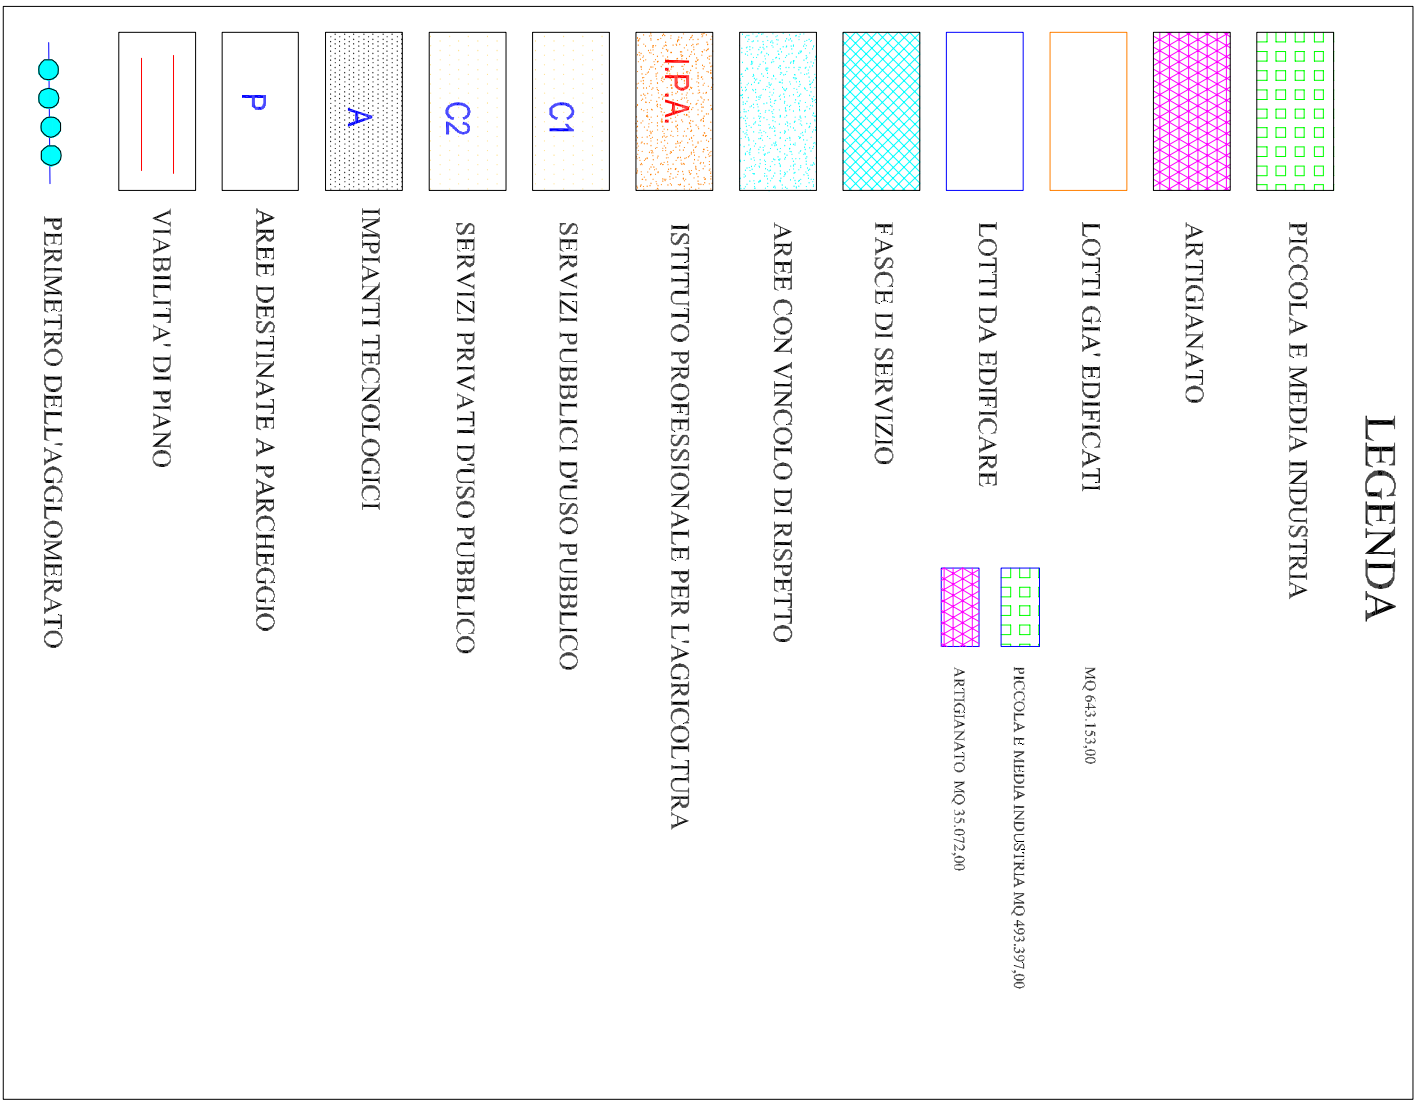 LEGENDA
PICCOLA E MEDIA INDUSTRIA
ARTIGIANATO
LOTTI GIA' EDIFICATI
MQ 643.153,00
LOTTI DA EDIFICARE
PICCOLA E MEDIA INDUSTRIA MQ 493.397,00
ARTIGIANATO MQ 35.072,00
FASCE DI SERVIZIO
AREE CON VINCOLO DI RISPETTO
I.P.A.
ISTITUTO PROFESSIONALE PER L'AGRICOLTURA
C1
SERVIZI PUBBLICI D'USO PUBBLICO
C2
SERVIZI PRIVATI D'USO PUBBLICO
A
IMPIANTI TECNOLOGICI
P
AREE DESTINATE A PARCHEGGIO
VIABILITA' DI PIANO
PERIMETRO DELL'AGGLOMERATO